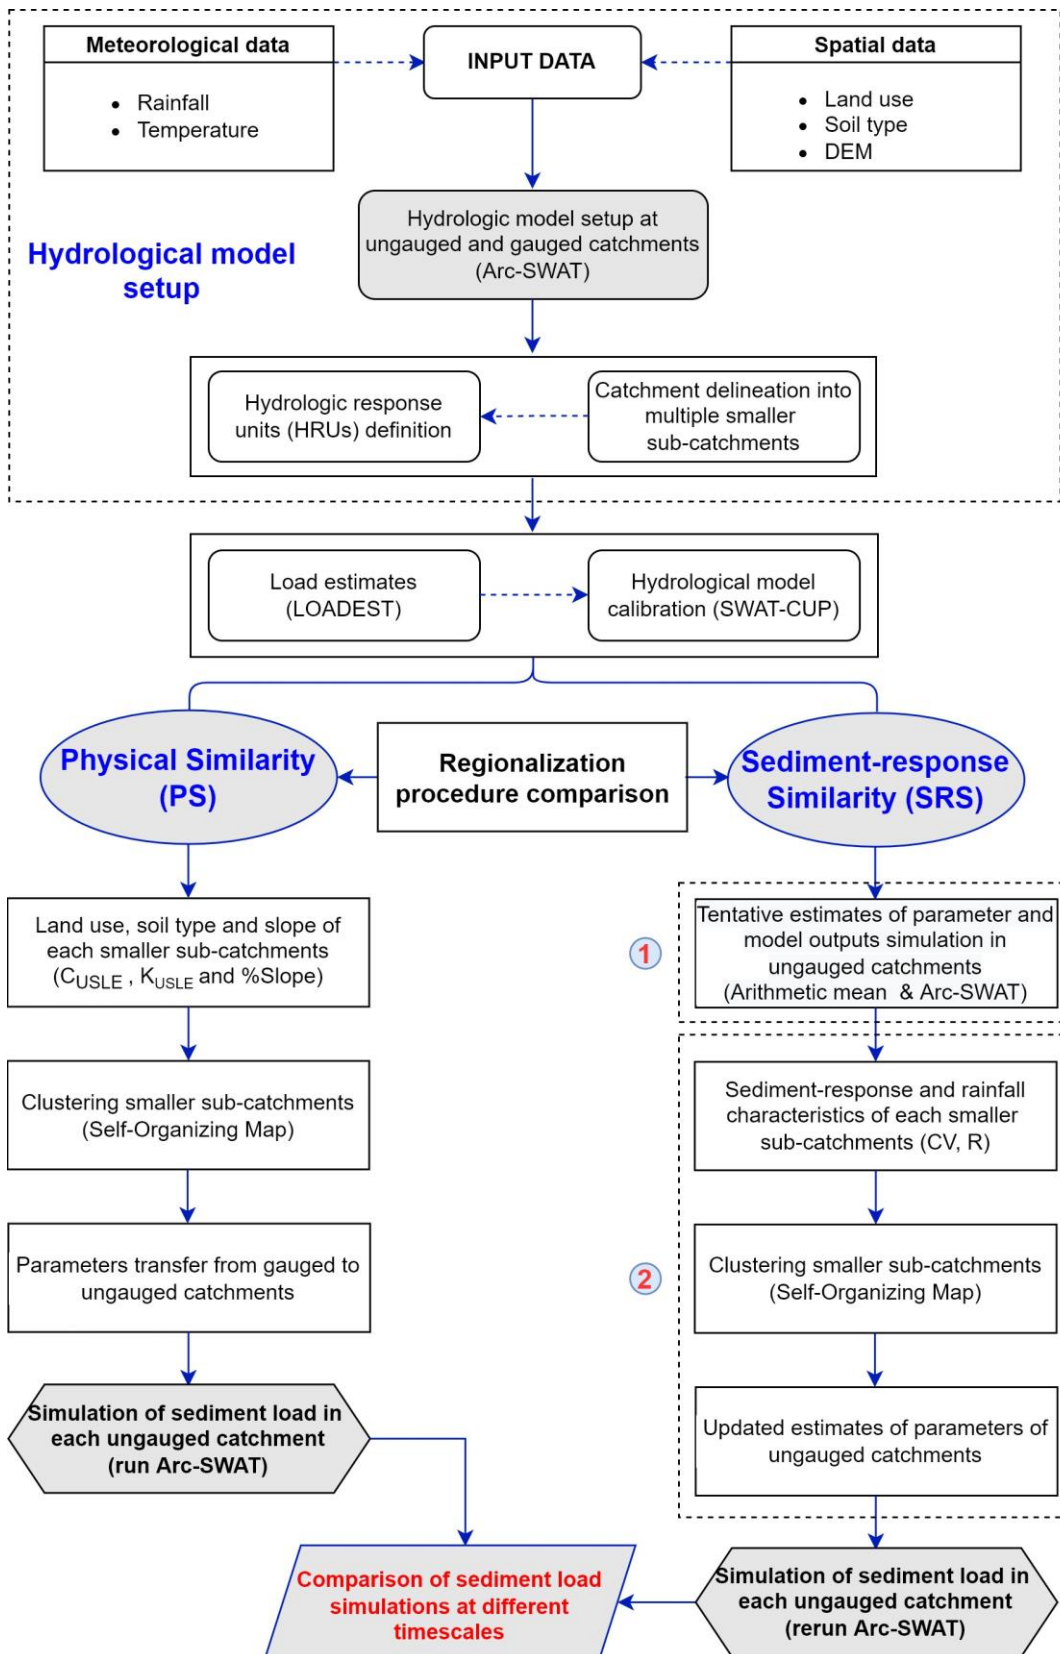 Meteorological data
• Rainfall
• Temperature
INPUT DATA
Spatial data
• Land use
• Soil type
• DEM
Hydrological model
setup
Hydrologic model setup at
ungauged and gauged catchments
(Arc-SWAT)
Hydrologic response
units (HRUs) definition
Catchment delineation into
multiple smaller
sub-catchments
Load estimates
(LOADEST)
Hydrological model
calibration (SWAT-CUP)
Physical Similarity
(PS)
Regionalization
procedure comparison
Sediment-response
Similarity (SRS)
Land use, soil type and slope of
each smaller sub-catchments
(CUSLE , KUSLE and %Slope)
Clustering smaller sub-catchments
(Self-Organizing Map)
Parameters transfer from gauged to
ungauged catchments
Simulation of sediment load in
each ungauged catchment
(run Arc-SWAT)
1
Tentative estimates of parameter and
model outputs simulation in
ungauged catchments
(Arithmetic mean & Arc-SWAT)
Sediment-response and rainfall
characteristics of each smaller
sub-catchments (CV, R)
2
Clustering smaller sub-catchments
(Self-Organizing Map)
Updated estimates of parameters of
ungauged catchments
Simulation of sediment load in
each ungauged catchment
(rerun Arc-SWAT)
Comparison of sediment load
simulations at different
timescales